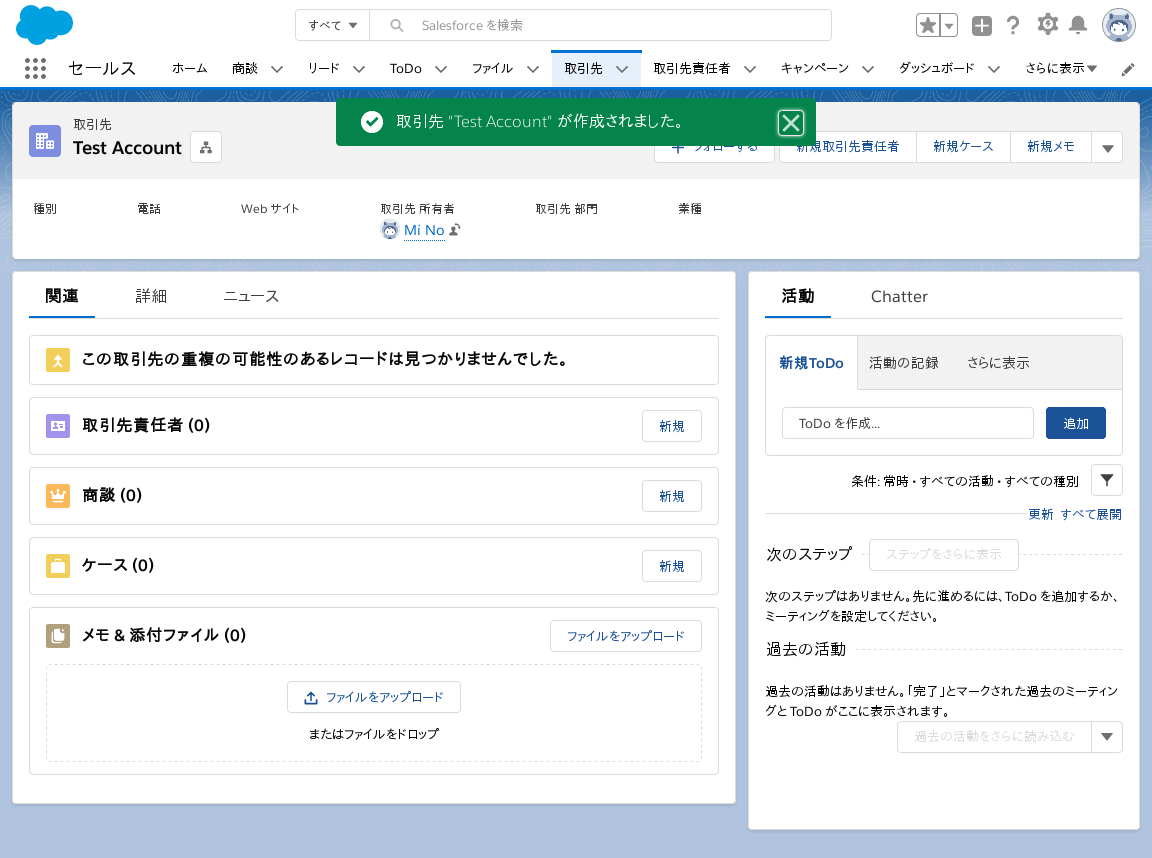 すべて
Salesforce を検索
セールス
ホーム
商談
リード
ToDo
ファイル
取引先
取引先責任者
キャンペーン
ダッシュボード
さらに表示
取引先 "Test Account" が作成されました。
取引先
Test Account
フォローする
新規取引先責任者
新規ケース
新規メモ
種別
電話
Web サイト
取引先 所有者
取引先 部門
業種
Mi No
関連
詳細
ニュース
この取引先の重複の可能性のあるレコードは見つかりませんでした。
取引先責任者 (0)
新規
商談 (0)
新規
ケース (0)
新規
メモ & 添付ファイル (0)
ファイルをアップロード
ファイルをアップロード
またはファイルをドロップ
活動
Chatter
新規ToDo
活動の記録
さらに表示
ToDo を作成...
追加
条件: 常時 • すべての活動 • すべての種別
更新 すべて展開
次のステップ
ステップをさらに表示
次のステップはありません。先に進めるには、ToDo を追加するか、
ミーティングを設定してください。
過去の活動
過去の活動はありません。「完了」とマークされた過去のミーティン
グと ToDo がここに表示されます。
過去の活動をさらに読み込む